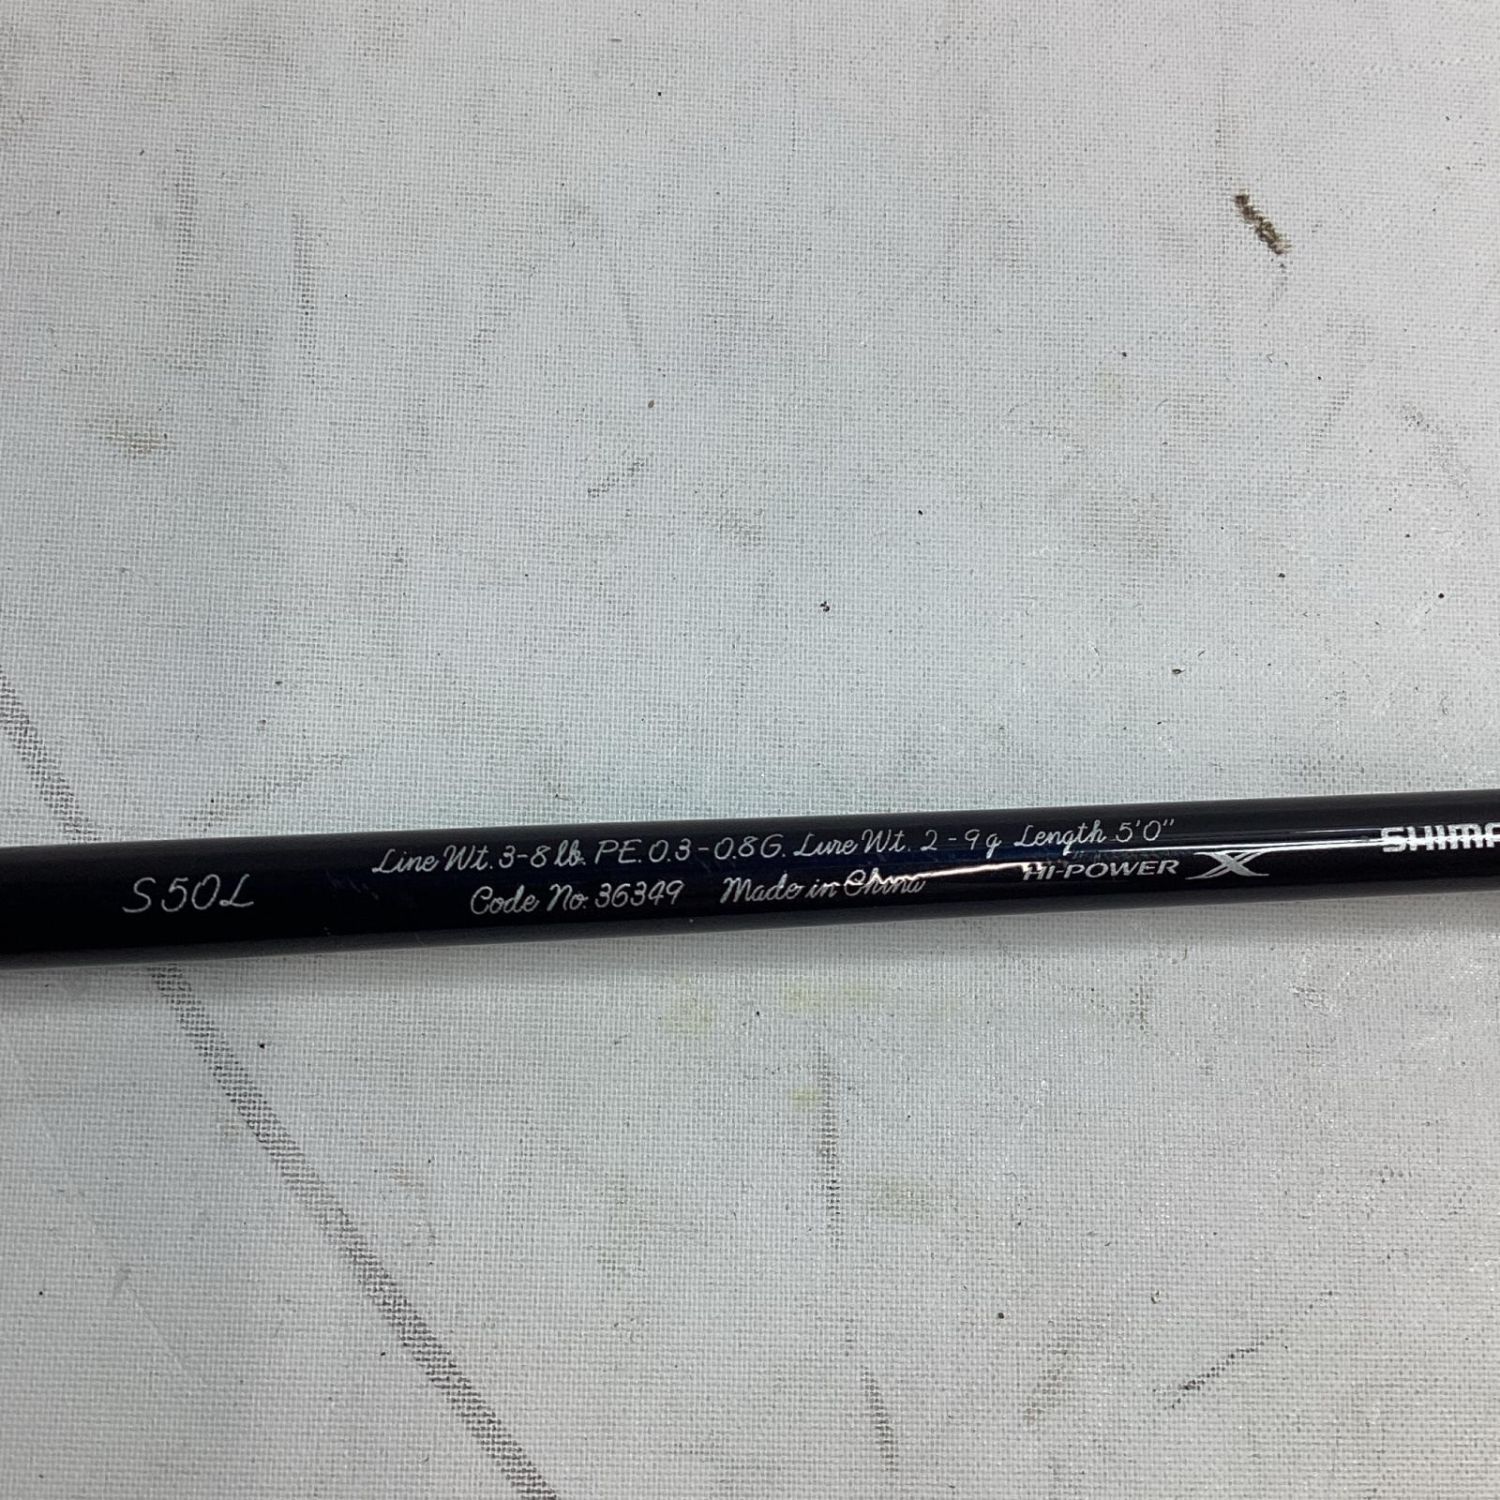 S50L
Line Wt. 3-8 lb. PE. 0.3-0.8G. Lure Wt. 2-9g Length 5'0"
Code No. 36349 Made in China
HI-POWER X
SHIMA